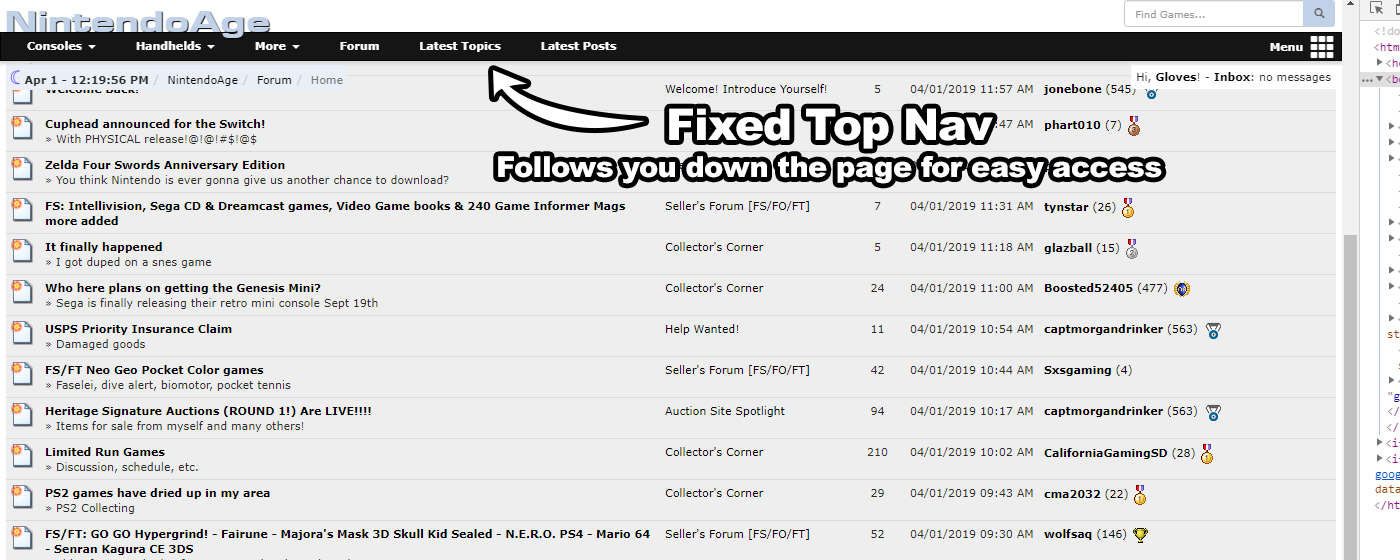 NintendoAge
Find Games...
Consoles Handhelds More Forum Latest Topics Latest Posts Menu
Apr 1 - 12:19:56 PM / NintendoAge / Forum / Home
Hi, Gloves! - Inbox: no messages
Welcome Back! Welcome! Introduce Yourself! 5 04/01/2019 11:57 AM jonebone (545)
Fixed Top Nav
Follows you down the page for easy access
Cuphead announced for the Switch! :47 AM phart010 (7)
» With PHYSICAL release!@!@!#$!@$
Zelda Four Swords Anniversary Edition
» You think Nintendo is ever gonna give us another chance to download?
FS: Intellivision, Sega CD & Dreamcast games, Video Game books & 240 Game Informer Mags Seller's Forum [FS/FO/FT] 7 04/01/2019 11:31 AM tynstar (26)
more added
It finally happened Collector's Corner 5 04/01/2019 11:18 AM glazball (15)
» I got duped on a snes game
Who here plans on getting the Genesis Mini? Collector's Corner 24 04/01/2019 11:00 AM Boosted52405 (477)
» Sega is finally releasing their retro mini console Sept 19th
USPS Priority Insurance Claim Help Wanted! 11 04/01/2019 10:54 AM captmorgandrinker (563)
» Damaged goods
FS/FT Neo Geo Pocket Color games Seller's Forum [FS/FO/FT] 42 04/01/2019 10:44 AM Sxsgaming (4)
» Faselei, dive alert, biomotor, pocket tennis
Heritage Signature Auctions (ROUND 1!) Are LIVE!!!! Auction Site Spotlight 94 04/01/2019 10:17 AM captmorgandrinker (563)
» Items for sale from myself and many others!
Limited Run Games Collector's Corner 210 04/01/2019 10:02 AM CaliforniaGamingSD (28)
» Discussion, schedule, etc.
PS2 games have dried up in my area Collector's Corner 29 04/01/2019 09:43 AM cma2032 (22)
» PS2 Collecting
FS/FT: GO GO Hypergrind! - Fairune - Majora's Mask 3D Skull Kid Sealed - N.E.R.O. PS4 - Mario 64 Seller's Forum [FS/FO/FT] 52 04/01/2019 09:30 AM wolfsaq (146)
- Senran Kagura CE 3DS
<!do
<htm
<he
<bo
st
"g
</
</
<i
<i
goog
data
</ht